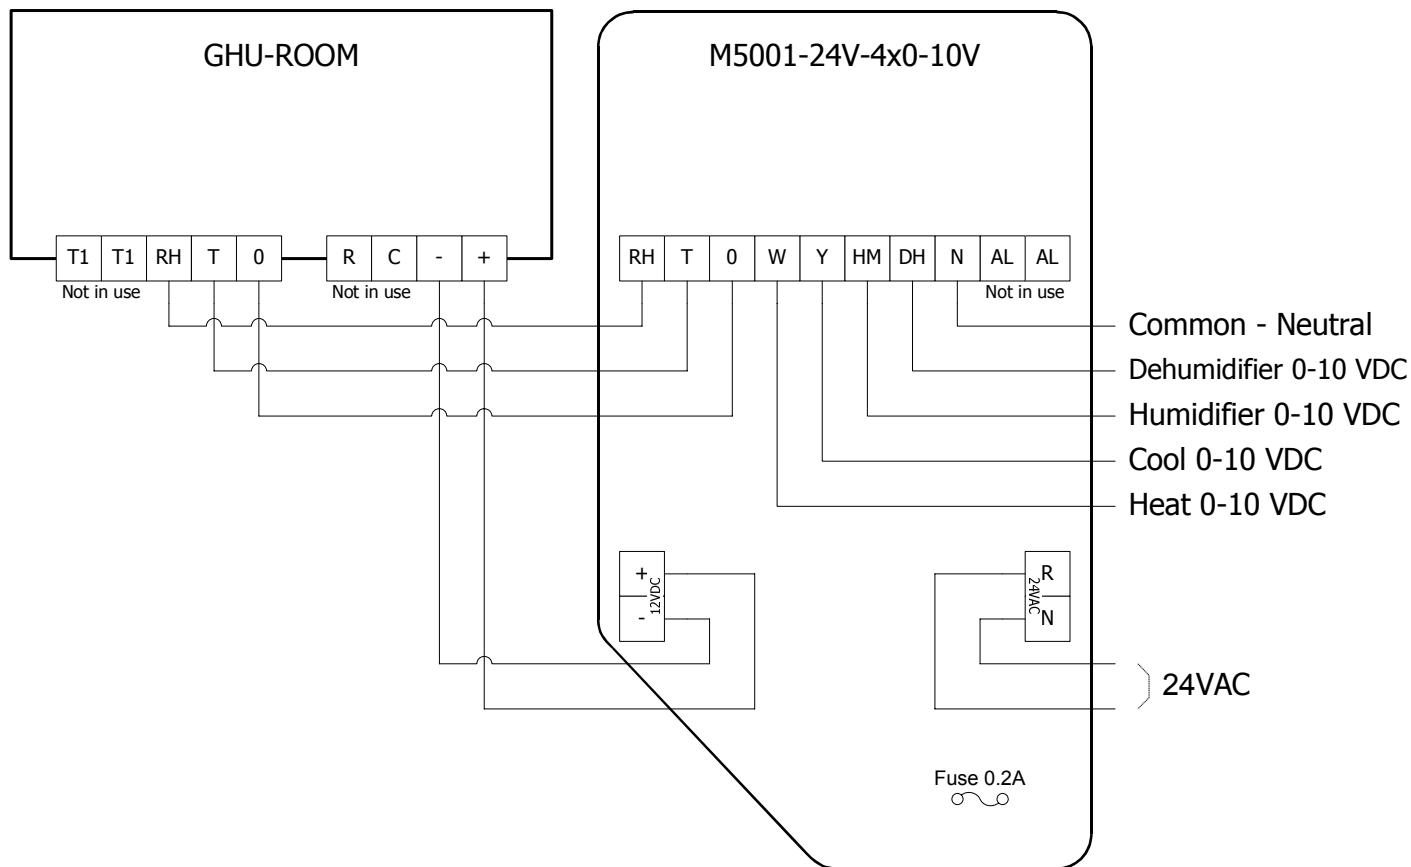 GHU-ROOM
M5001-24V-4x0-10V
T1 T1 RH T 0 R C - +
RH T 0 W Y HM DH N AL AL
Not in use
Not in use
Not in use
Common - Neutral
Dehumidifier 0-10 VDC
Humidifier 0-10 VDC
Cool 0-10 VDC
Heat 0-10 VDC
+
-
12VDC
R
N
24VAC
24VAC
Fuse 0.2A